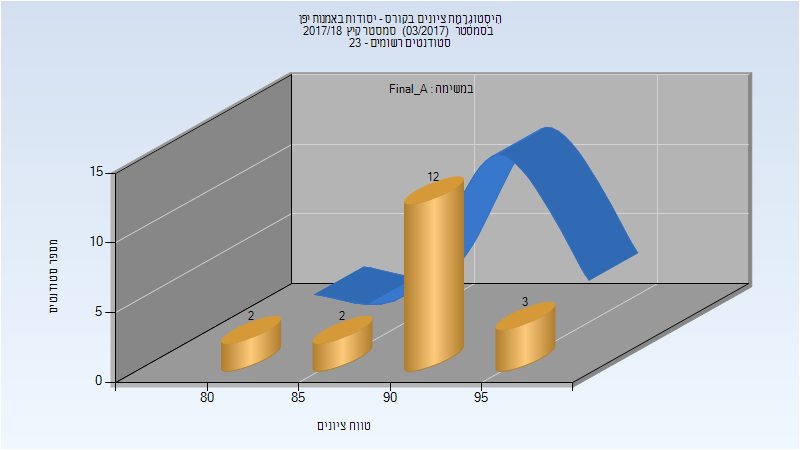 היסטוגרמת ציונים בקורס - יסודות באמנות יפן
בסמסטר (03/2017) סמסטר קיץ 2017/18
סטודנטים רשומים - 23
במשימה : Final_A
15
10
5
0
מספר סטודנטים
12
2
2
3
80
85
90
95
טווח ציונים